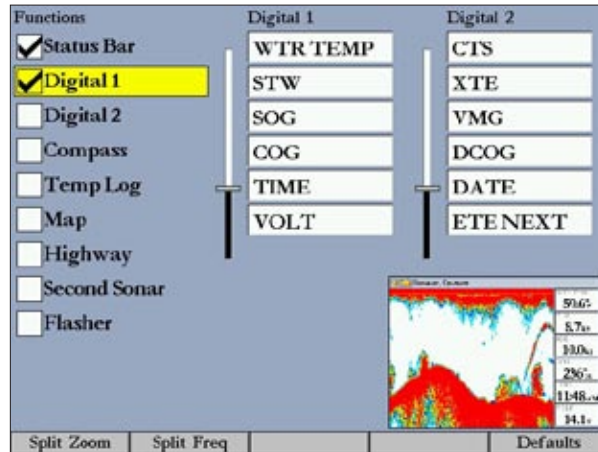 Functions
Status Bar
Digital 1
Digital 2
Compass
Temp Log
Map
Highway
Second Sonar
Flasher
Digital 1
WTR TEMP
STW
SOG
COG
TIME
VOLT
Digital 2
CTS
XTE
VMG
DCOG
DATE
ETE NEXT
Split Zoom
Split Freq
Defaults